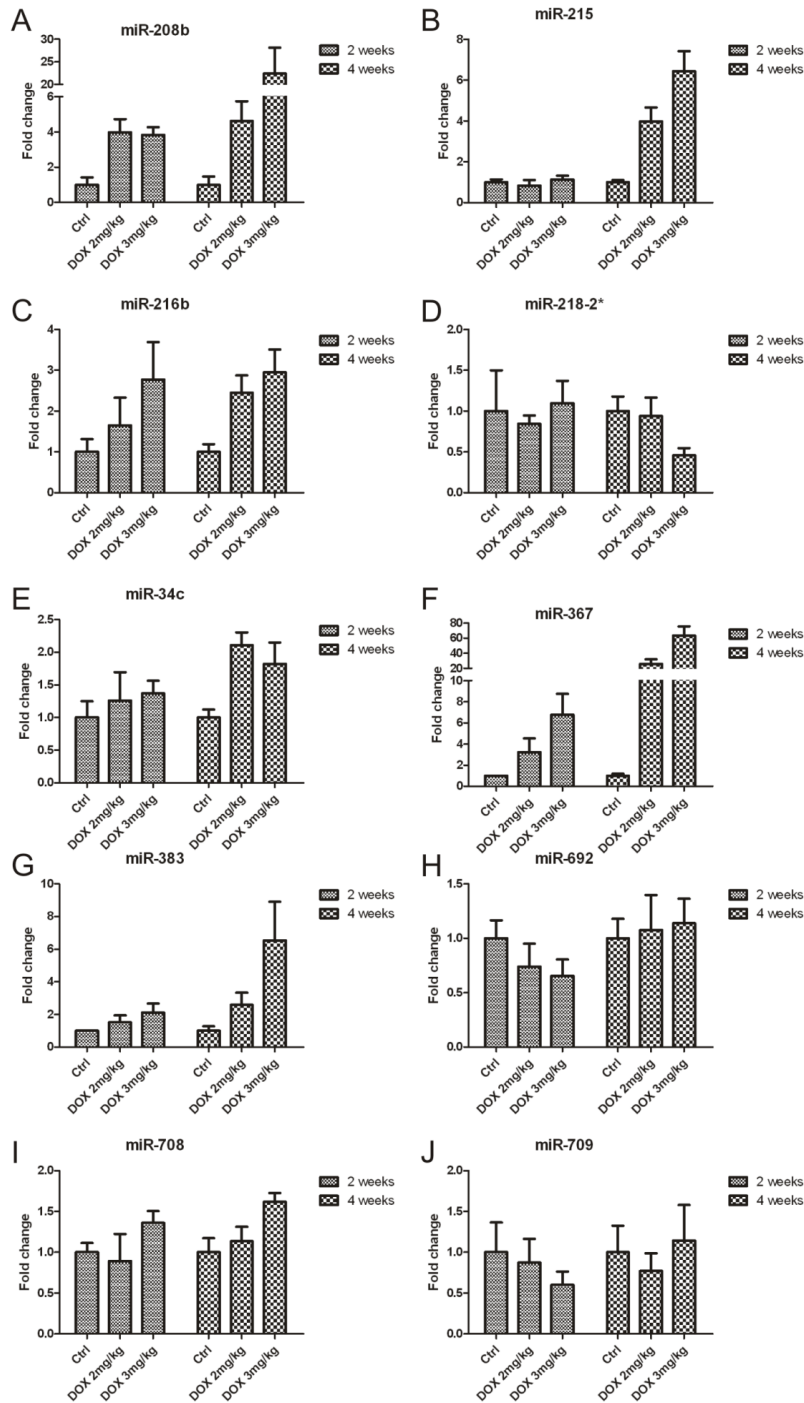 A
miR-208b
Fold change
30
25
20
6
4
2
0
Ctrl
DOX 2mg/kg
DOX 3mg/kg
Ctrl
DOX 2mg/kg
DOX 3mg/kg
2 weeks
4 weeks
B
miR-215
Fold change
8
6
4
2
0
Ctrl
DOX 2mg/kg
DOX 3mg/kg
Ctrl
DOX 2mg/kg
DOX 3mg/kg
2 weeks
4 weeks
C
miR-216b
Fold change
4
3
2
1
0
Ctrl
DOX 2mg/kg
DOX 3mg/kg
Ctrl
DOX 2mg/kg
DOX 3mg/kg
2 weeks
4 weeks
D
miR-218-2*
Fold change
2.0
1.5
1.0
0.5
0.0
Ctrl
DOX 2mg/kg
DOX 3mg/kg
Ctrl
DOX 2mg/kg
DOX 3mg/kg
2 weeks
4 weeks
E
miR-34c
Fold change
2.5
2.0
1.5
1.0
0.5
0.0
Ctrl
DOX 2mg/kg
DOX 3mg/kg
Ctrl
DOX 2mg/kg
DOX 3mg/kg
2 weeks
4 weeks
F
miR-367
Fold change
80
60
40
20
10
8
6
4
2
0
Ctrl
DOX 2mg/kg
DOX 3mg/kg
Ctrl
DOX 2mg/kg
DOX 3mg/kg
2 weeks
4 weeks
G
miR-383
Fold change
10
8
6
4
2
0
Ctrl
DOX 2mg/kg
DOX 3mg/kg
Ctrl
DOX 2mg/kg
DOX 3mg/kg
2 weeks
4 weeks
H
miR-692
Fold change
1.5
1.0
0.5
0.0
Ctrl
DOX 2mg/kg
DOX 3mg/kg
Ctrl
DOX 2mg/kg
DOX 3mg/kg
2 weeks
4 weeks
I
miR-708
Fold change
2.0
1.5
1.0
0.5
0.0
Ctrl
DOX 2mg/kg
DOX 3mg/kg
Ctrl
DOX 2mg/kg
DOX 3mg/kg
2 weeks
4 weeks
J
miR-709
Fold change
2.0
1.5
1.0
0.5
0.0
Ctrl
DOX 2mg/kg
DOX 3mg/kg
Ctrl
DOX 2mg/kg
DOX 3mg/kg
2 weeks
4 weeks